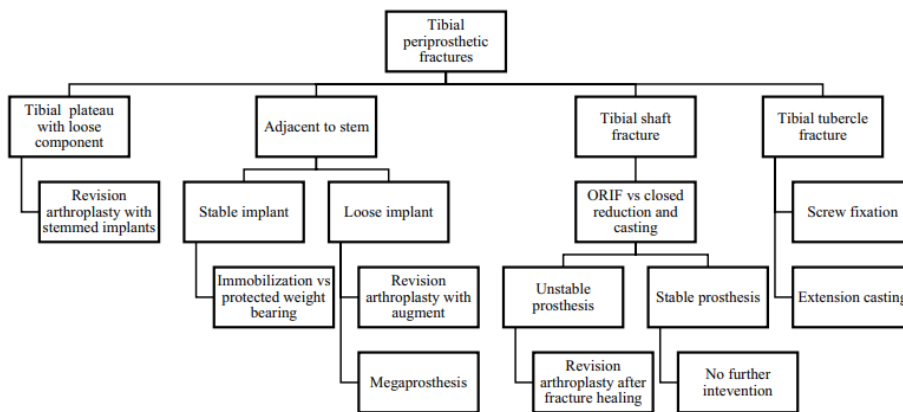 Tibial
periprosthetic
fractures
Tibial plateau
with loose
component
Adjacent to stem
Tibial shaft
fracture
Tibial tubercle
fracture
Revision
arthroplasty with
stemmed implants
Stable implant
Loose implant
ORIF vs closed
reduction and
casting
Screw fixation
Immobilization vs
protected weight
bearing
Revision
arthroplasty with
augment
Unstable
prosthesis
Stable prosthesis
Extension casting
Megaprosthesis
Revision
arthroplasty after
fracture healing
No further
intevention